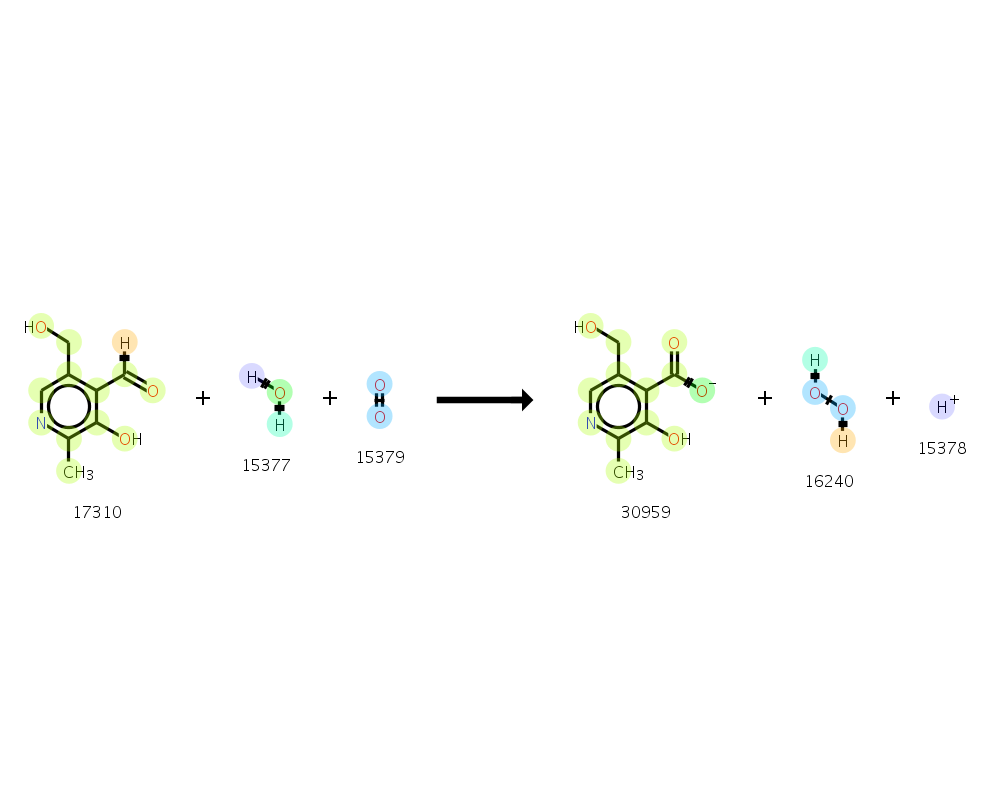 HO H O N OH CH3
17310
+
H O H
15377
+
O O
15379
HO O O − N OH CH3
30959
+
H O O H
16240
+
H+
15378